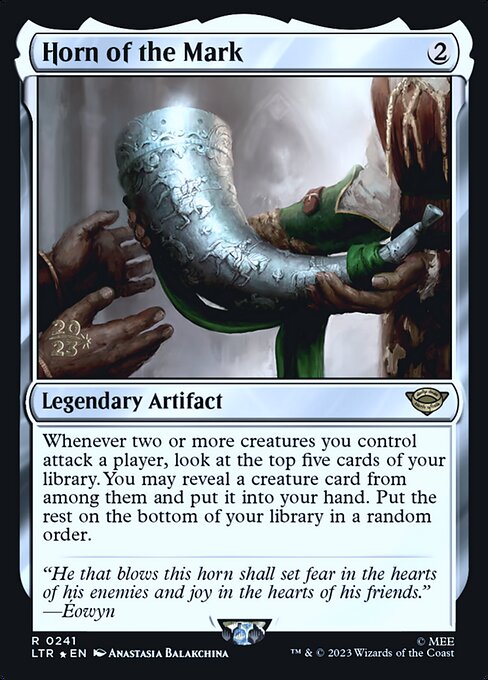 Horn of the Mark
2
20
23
Legendary Artifact
Whenever two or more creatures you control
attack a player, look at the top five cards of your
library. You may reveal a creature card from
among them and put it into your hand. Put the
rest on the bottom of your library in a random
order.
“He that blows this horn shall set fear in the hearts
of his enemies and joy in the hearts of his friends.”
—Éowyn
R 0241
© MEE
LTR ★ EN Anastasia Balakchina
™ & © 2023 Wizards of the Coast